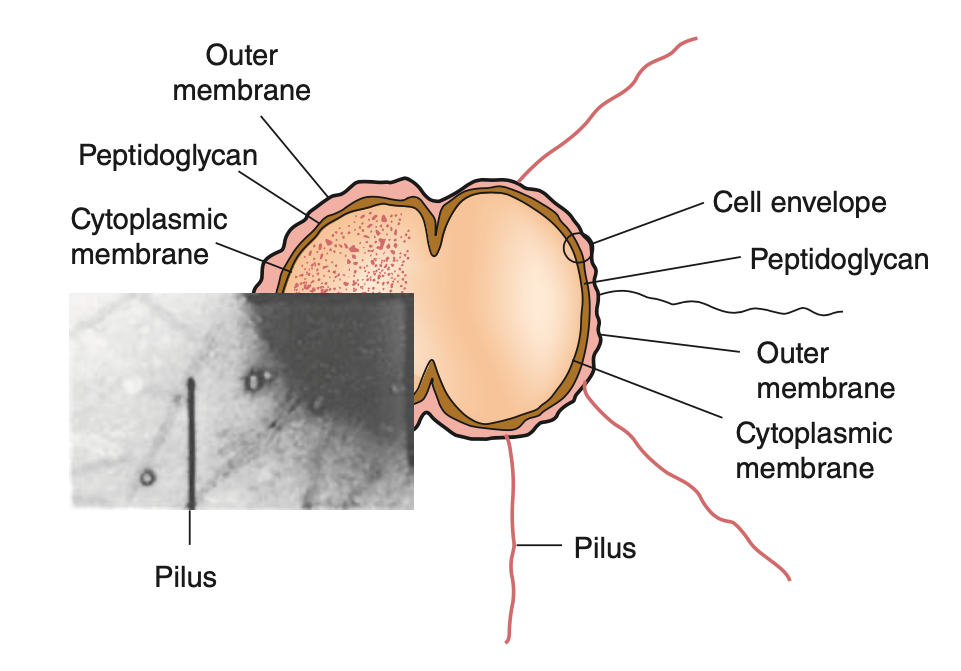 Outer
membrane
Peptidoglycan
Cytoplasmic
membrane
Cell envelope
Peptidoglycan
Outer
membrane
Cytoplasmic
membrane
Pilus
Pilus